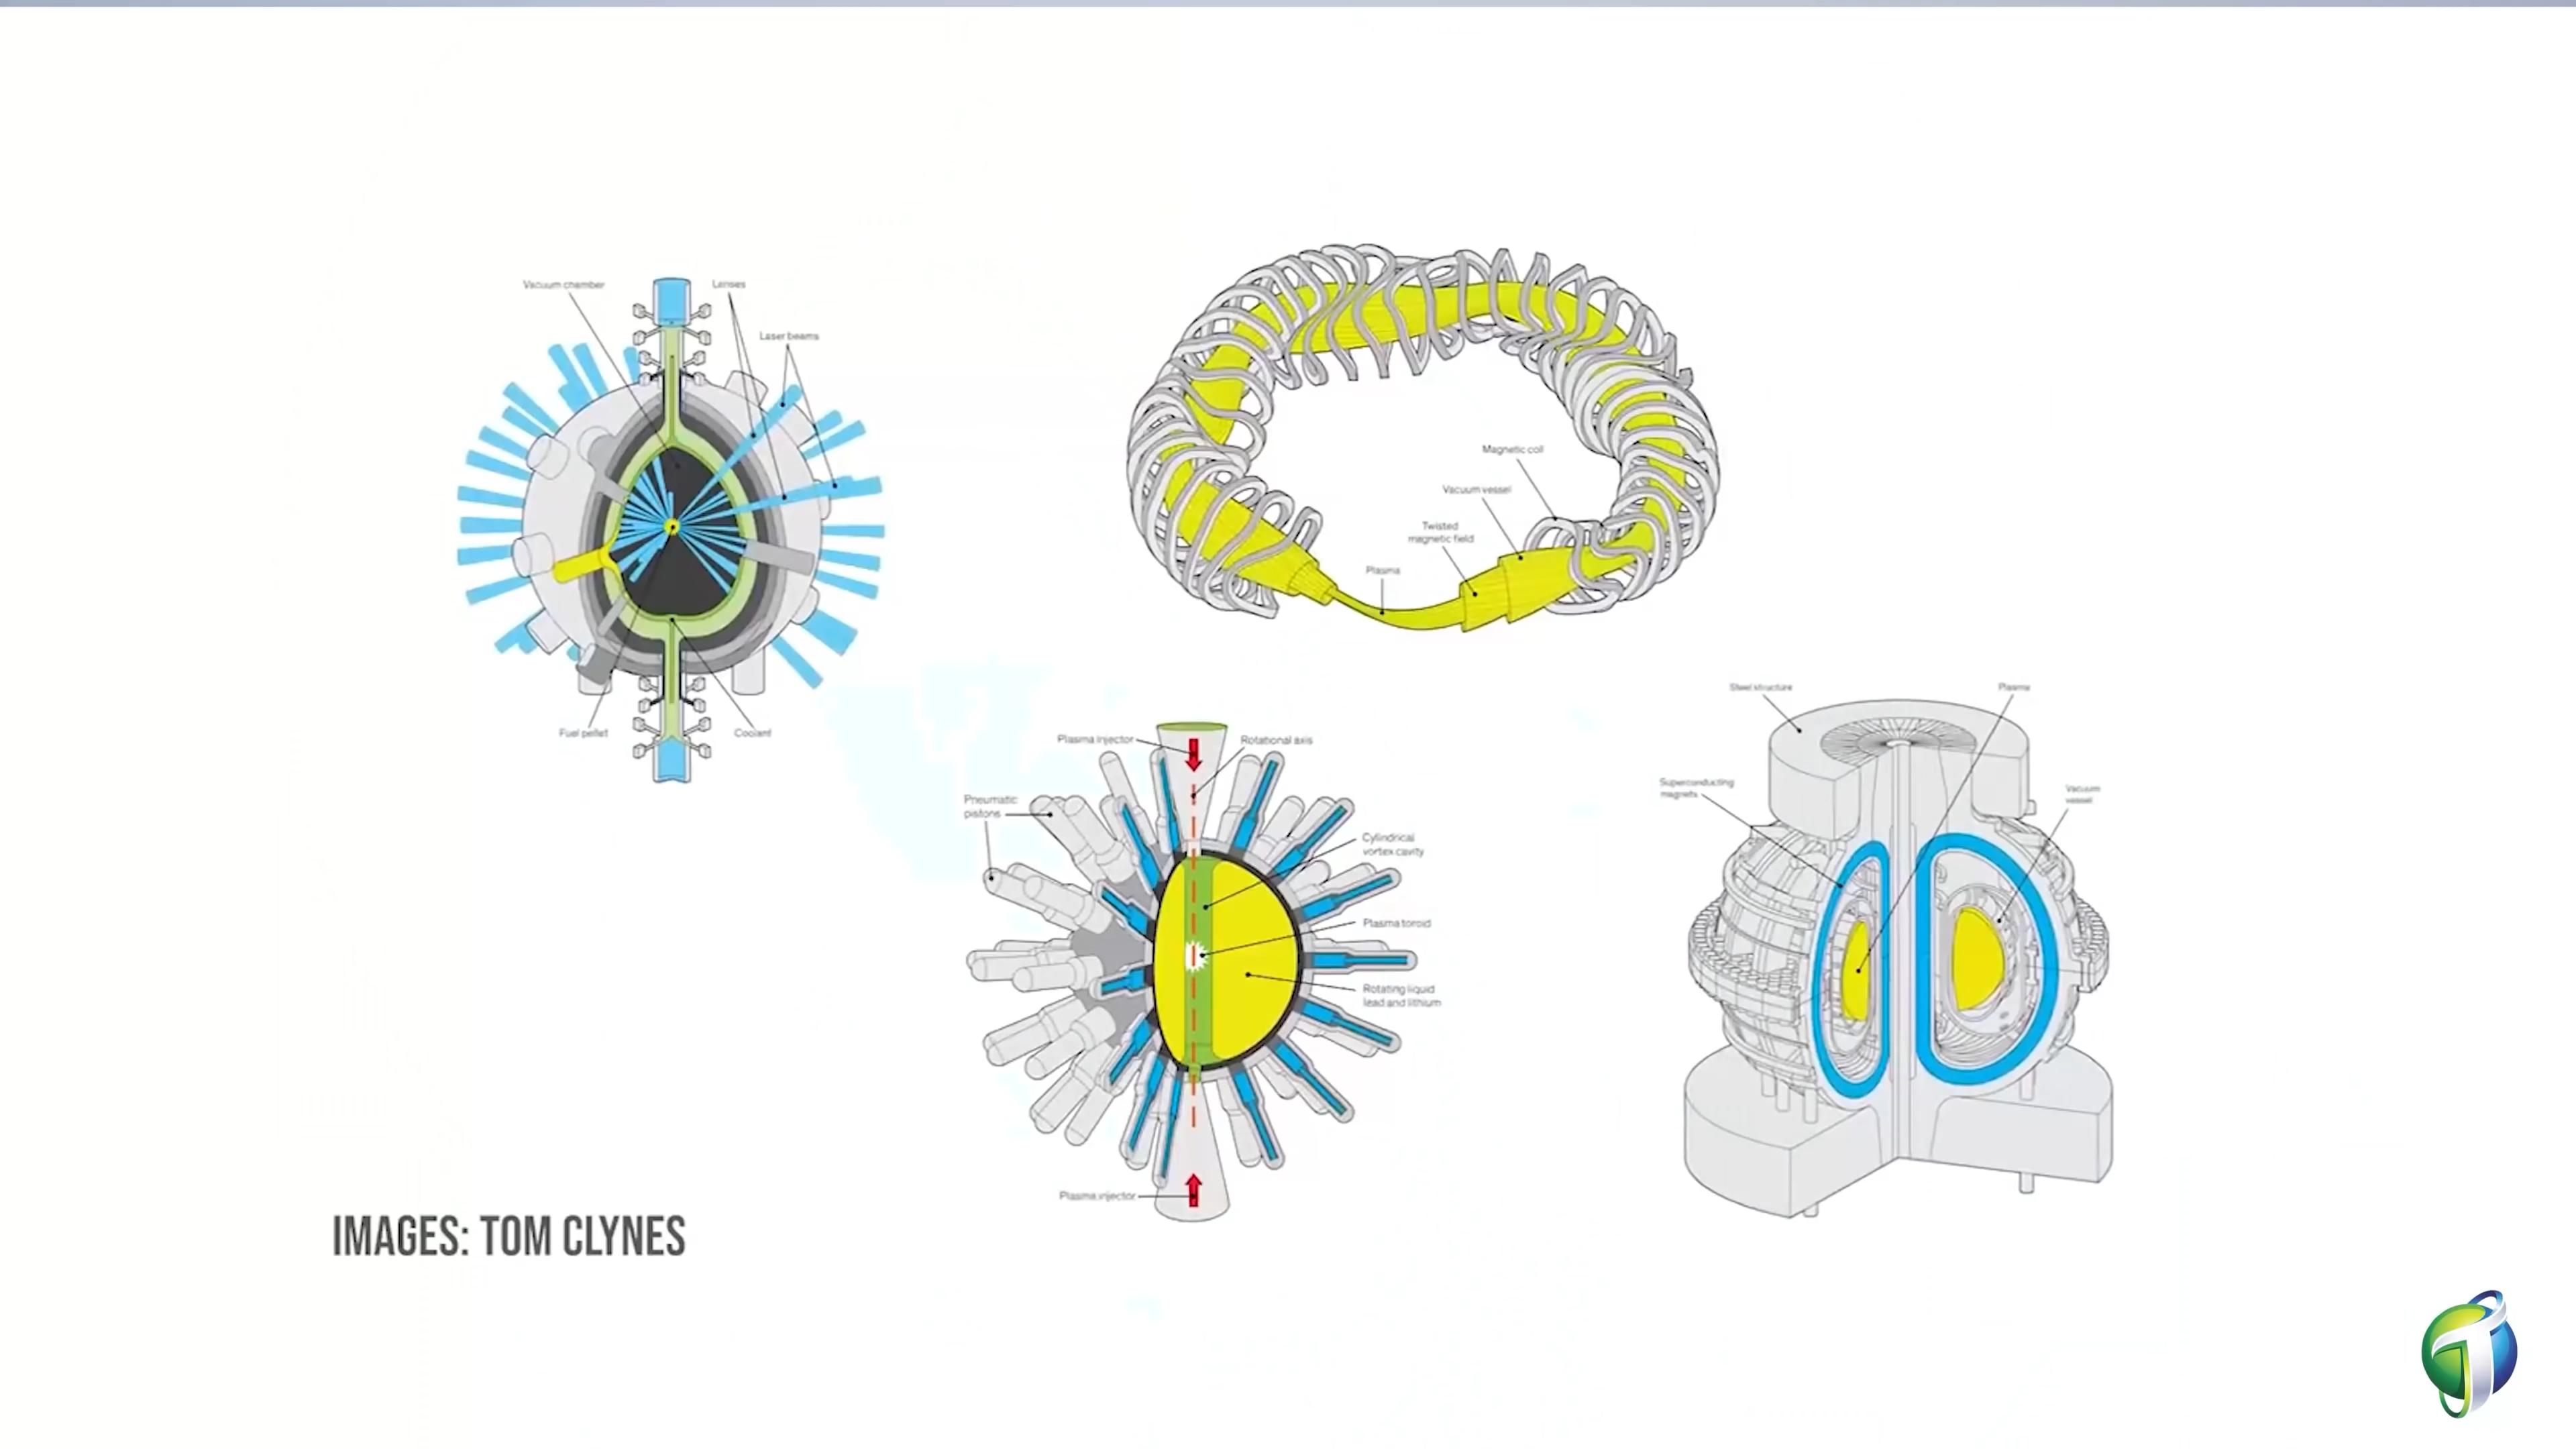 Vacuum chamber
Lenses
Laser beams
Fuel pellet
Coolant
Magnetic coil
Vacuum vessel
Twisted
magnetic field
Plasma
Plasma injector
Rotational axis
Pneumatic
pistons
Cylindrical
vortex cavity
Plasma toroid
Rotating liquid
lead and lithium
Plasma injector
Steel structure
Plasma
Superconducting
magnets
Vacuum
vessel
IMAGES: TOM CLYNES
T